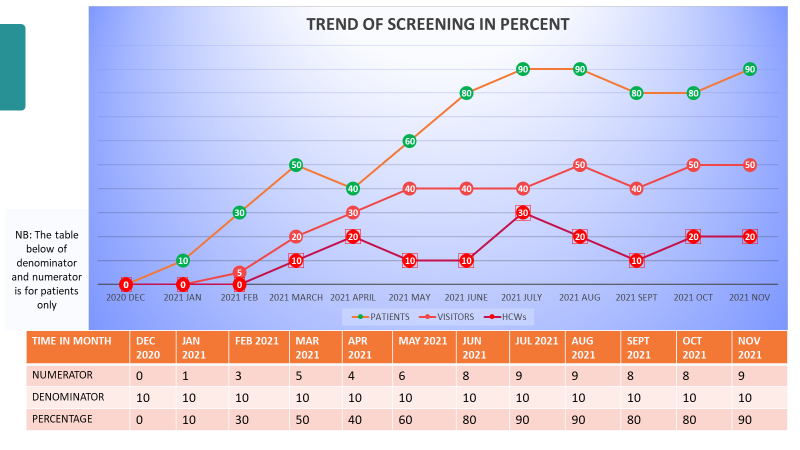 TREND OF SCREENING IN PERCENT
90 90 90
80 80 80
60
50 50 50 50
40 40 40 40 40
30 30 30
20 20 20 20 20
10 10 10 10 10
5
0 0 0
2020 DEC 2021 JAN 2021 FEB 2021 MARCH 2021 APRIL 2021 MAY 2021 JUNE 2021 JULY 2021 AUG 2021 SEPT 2021 OCT 2021 NOV
PATIENTS VISITORS HCWs
NB: The table
below of
denominator
and numerator
is for patients
only
TIME IN MONTH DEC 2020 JAN 2021 FEB 2021 MAR 2021 APR 2021 MAY 2021 JUN 2021 JUL 2021 AUG 2021 SEPT 2021 OCT 2021 NOV 2021
NUMERATOR 0 1 3 5 4 6 8 9 9 8 8 9
DENOMINATOR 10 10 10 10 10 10 10 10 10 10 10 10
PERCENTAGE 0 10 30 50 40 60 80 90 90 80 80 90